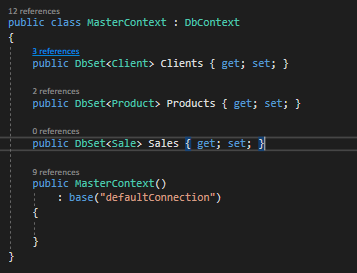 12 references
public class MasterContext : DbContext
{
3 references
public DbSet<Client> Clients { get; set; }
2 references
public DbSet<Product> Products { get; set; }
0 references
public DbSet<Sale> Sales { get; set; }
9 references
public MasterContext()
: base("defaultConnection")
{
}
}